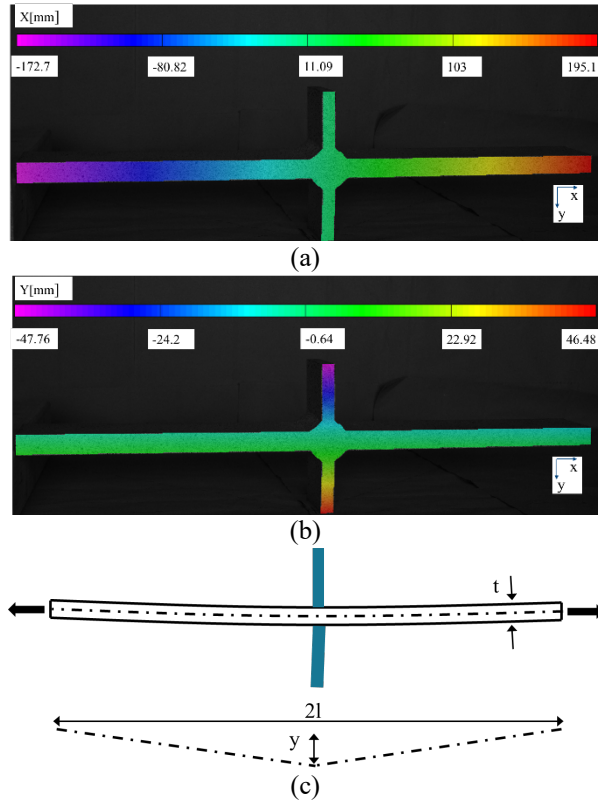 X[mm]
-172.7 -80.82 11.09 103 195.1
x
y
(a)
Y[mm]
-47.76 -24.2 -0.64 22.92 46.48
x
y
(b)
t
2l
y
(c)